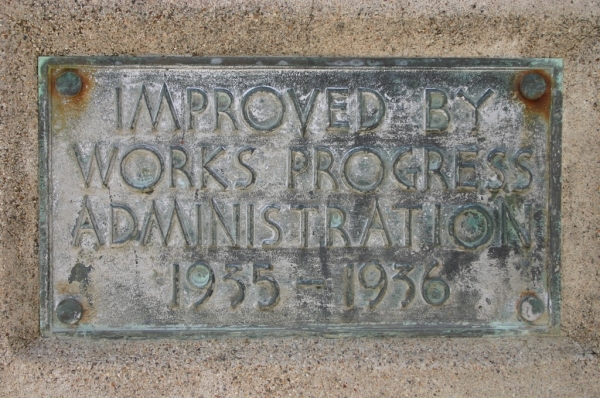 IMPROVED BY
WORKS PROGRESS
ADMINISTRATION
1935 - 1936